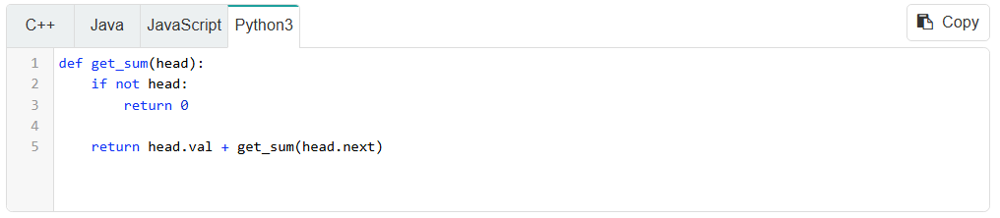 C++ Java JavaScript Python3 Copy
1 def get_sum(head):
2     if not head:
3         return 0
4
5     return head.val + get_sum(head.next)